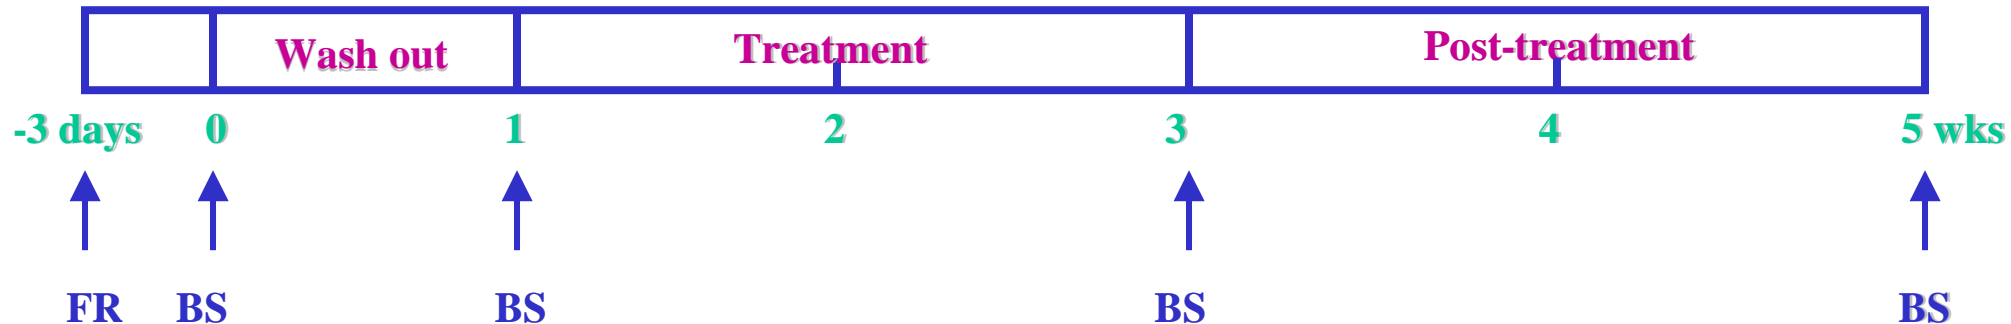 Wash out Treatment Post-treatment
-3 days 0 1 2 3 4 5 wks
FR BS BS BS BS